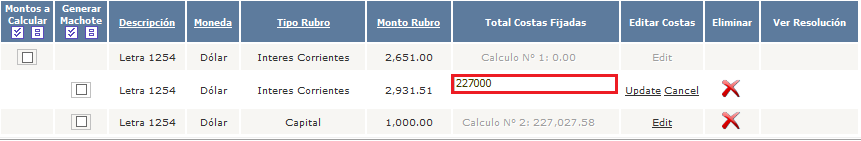 Montos a Calcular Generar Machote Descripción Moneda Tipo Rubro Monto Rubro Total Costas Fijadas Editar Costas Eliminar Ver Resolución
Letra 1254 Dólar Interes Corrientes 2,651.00 Calculo N° 1: 0.00 Edit
Letra 1254 Dólar Interes Corrientes 2,931.51 227000 Update Cancel
Letra 1254 Dólar Capital 1,000.00 Calculo N° 2: 227,027.58 Edit